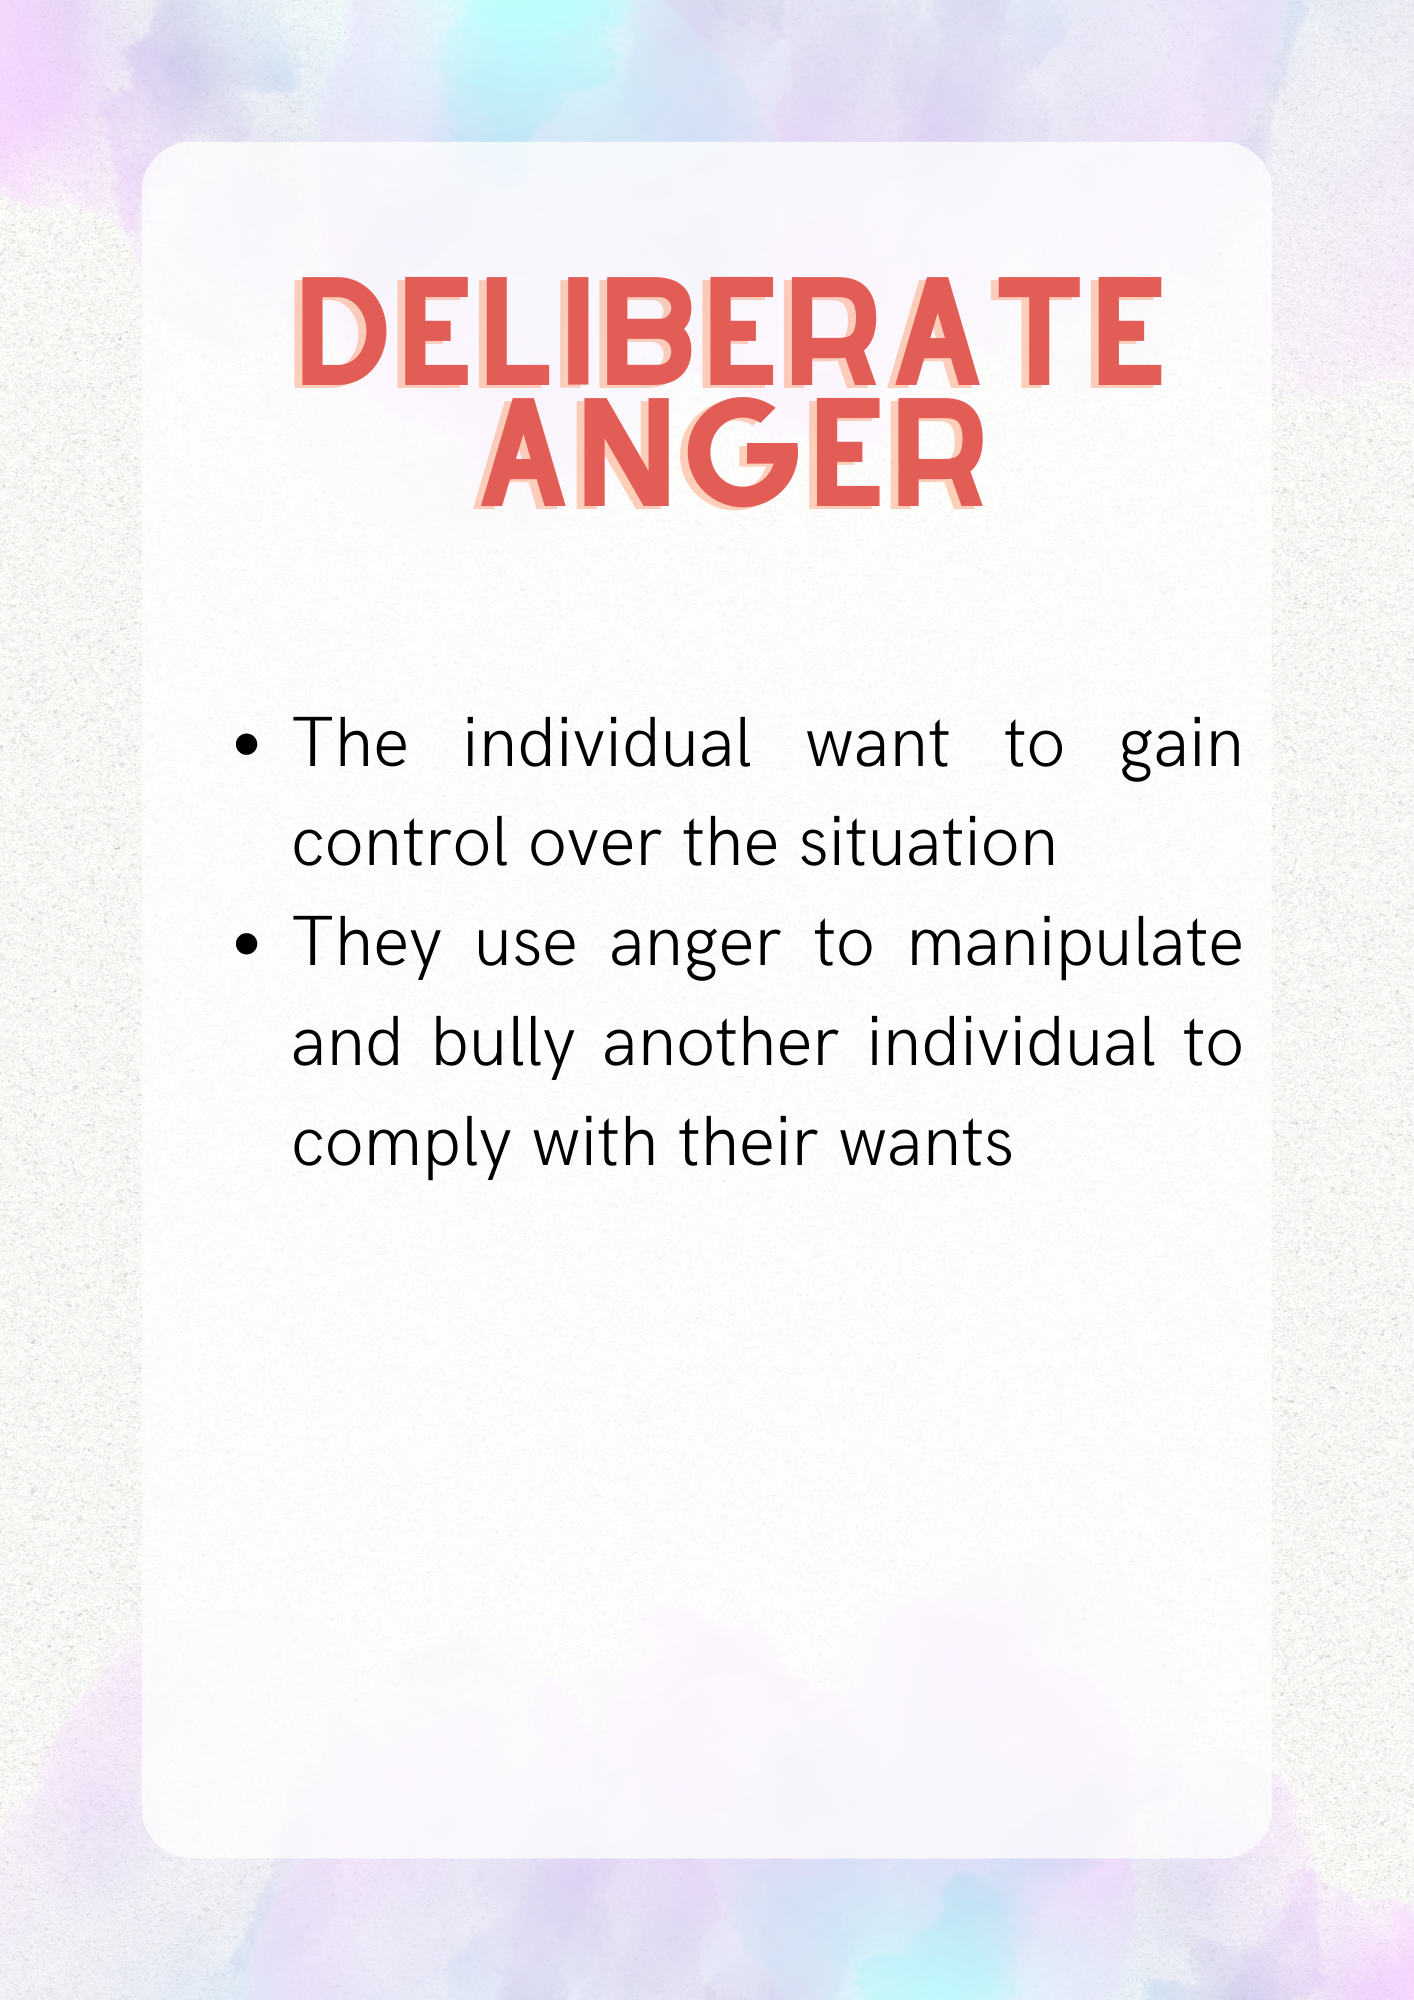 DELIBERATE
ANGER
• The individual want to gain
control over the situation
• They use anger to manipulate
and bully another individual to
comply with their wants